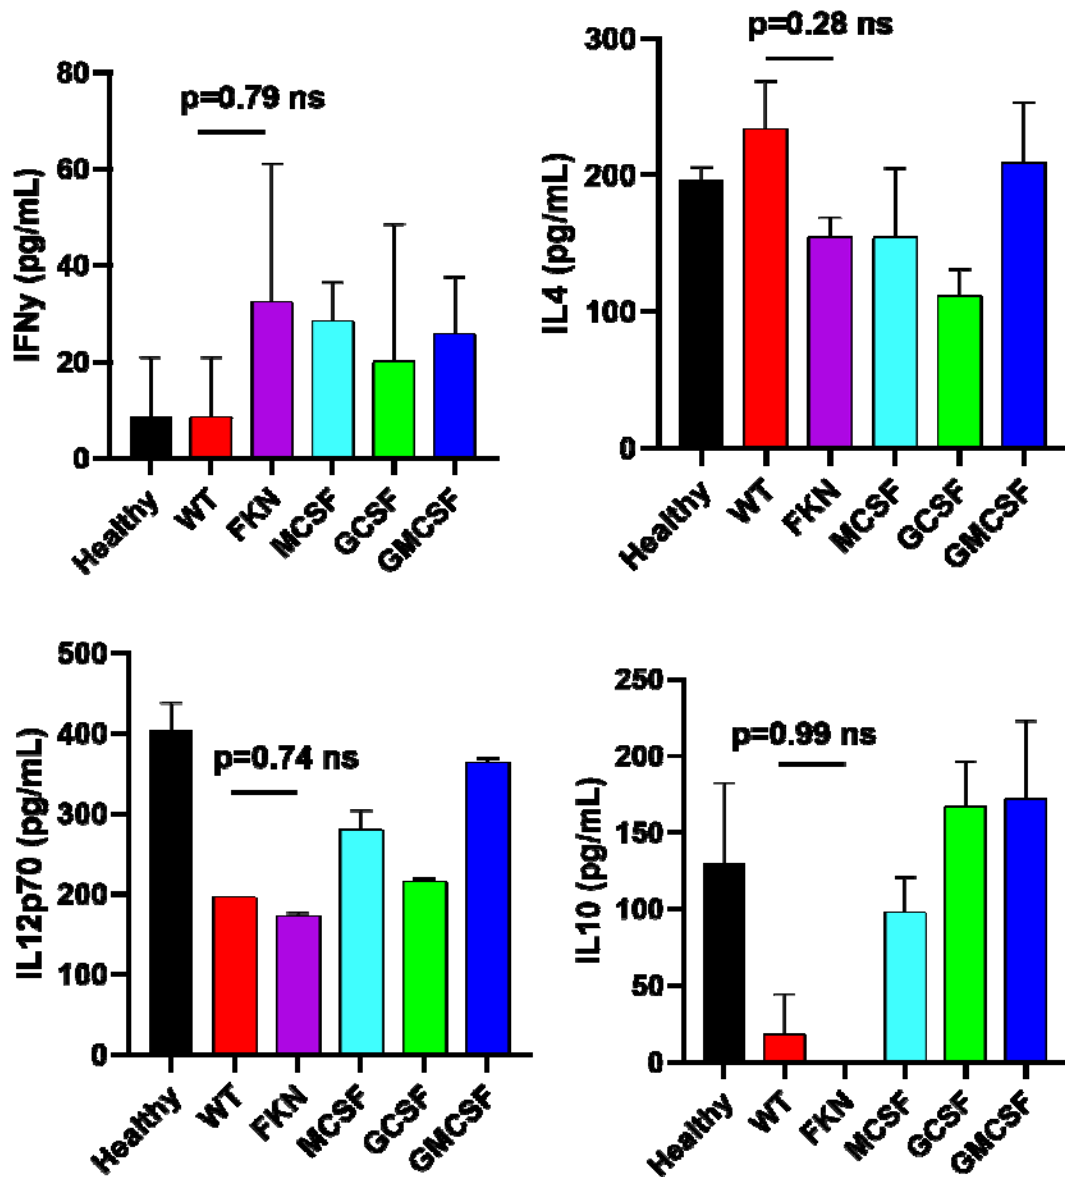 p=0.79 ns
IFNy (pg/mL)
80
60
40
20
0
Healthy
WT
FKN
MCSF
GCSF
GMCSF
p=0.28 ns
IL4 (pg/mL)
300
200
100
0
Healthy
WT
FKN
MCSF
GCSF
GMCSF
p=0.74 ns
IL12p70 (pg/mL)
500
400
300
200
100
0
Healthy
WT
FKN
MCSF
GCSF
GMCSF
p=0.99 ns
IL10 (pg/mL)
250
200
150
100
50
0
Healthy
WT
FKN
MCSF
GCSF
GMCSF